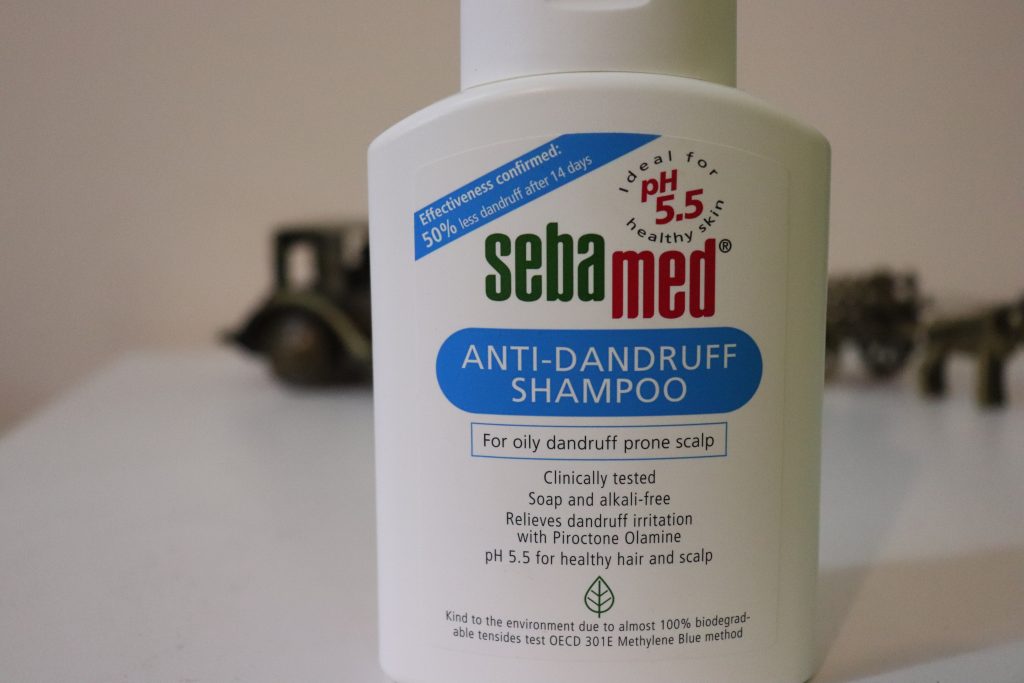 Effectiveness confirmed:
50% less dandruff after 14 days
Ideal for
pH
5.5
healthy skin
sebamed®
ANTI-DANDRUFF
SHAMPOO
For oily dandruff prone scalp
Clinically tested
Soap and alkali-free
Relieves dandruff irritation
with Piroctone Olamine
pH 5.5 for healthy hair and scalp
Kind to the environment due to almost 100% biodegrad-
able tensides test OECD 301E Methylene Blue method